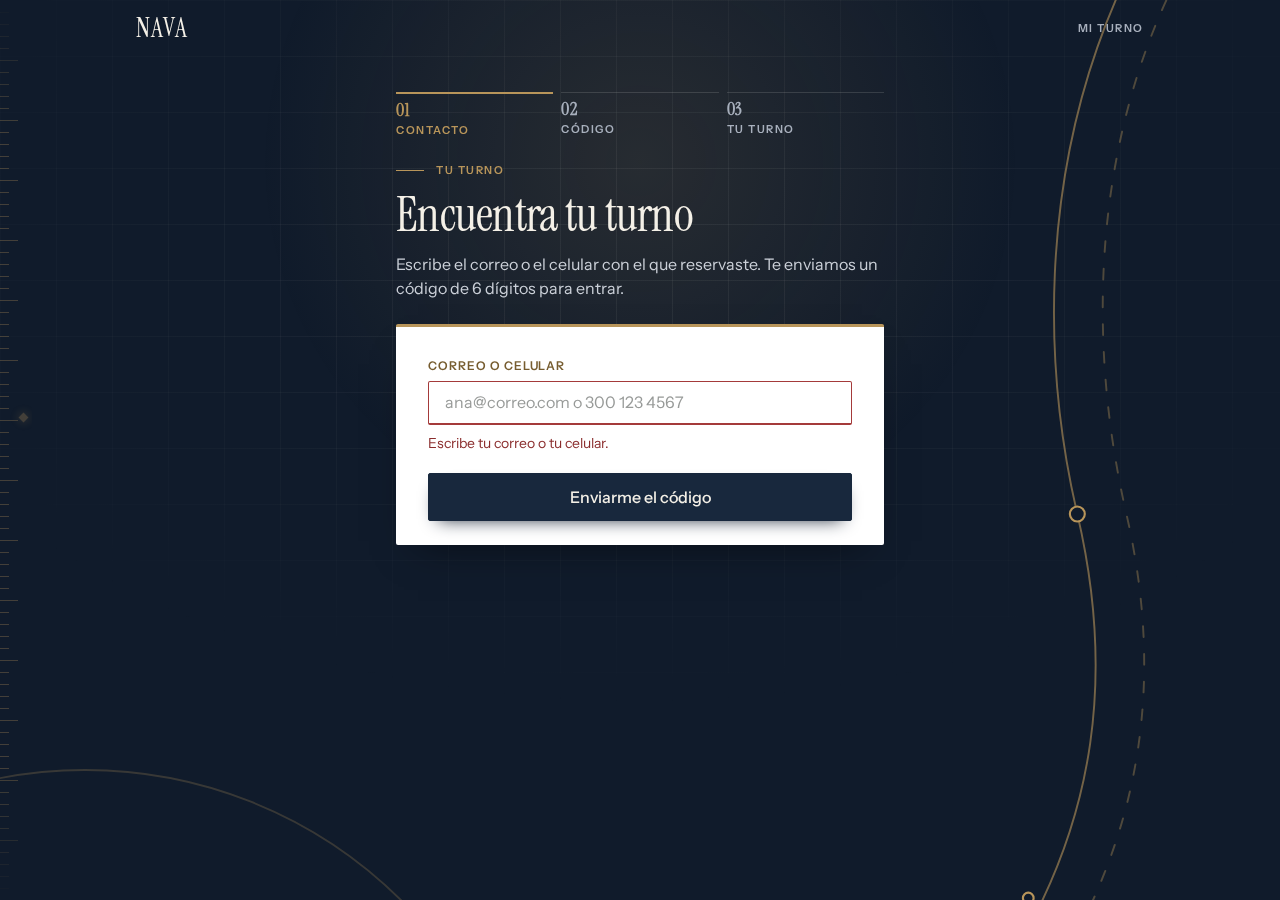 NAVA
MI TURNO
01
CONTACTO
02
CÓDIGO
03
TU TURNO
TU TURNO
Encuentra tu turno
Escribe el correo o el celular con el que reservaste. Te enviamos un
código de 6 dígitos para entrar.
CORREO O CELULAR
ana@correo.com o 300 123 4567
Escribe tu correo o tu celular.
Enviarme el código